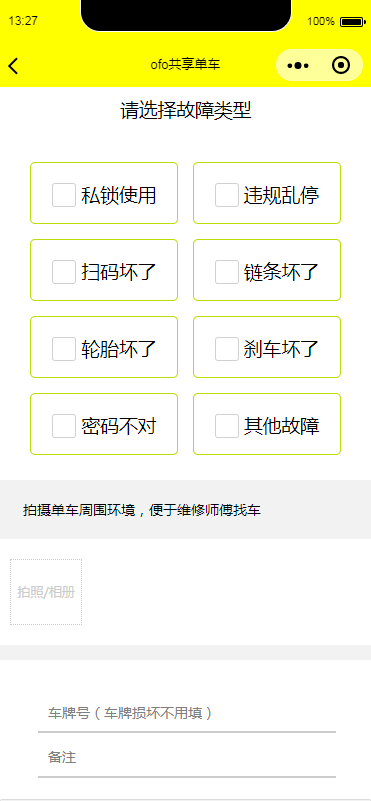 13:27
100%
ofo共享单车
请选择故障类型
私锁使用 违规乱停
扫码坏了 链条坏了
轮胎坏了 刹车坏了
密码不对 其他故障
拍摄单车周围环境，便于维修师傅找车
拍照/相册
车牌号（车牌损坏不用填）
备注